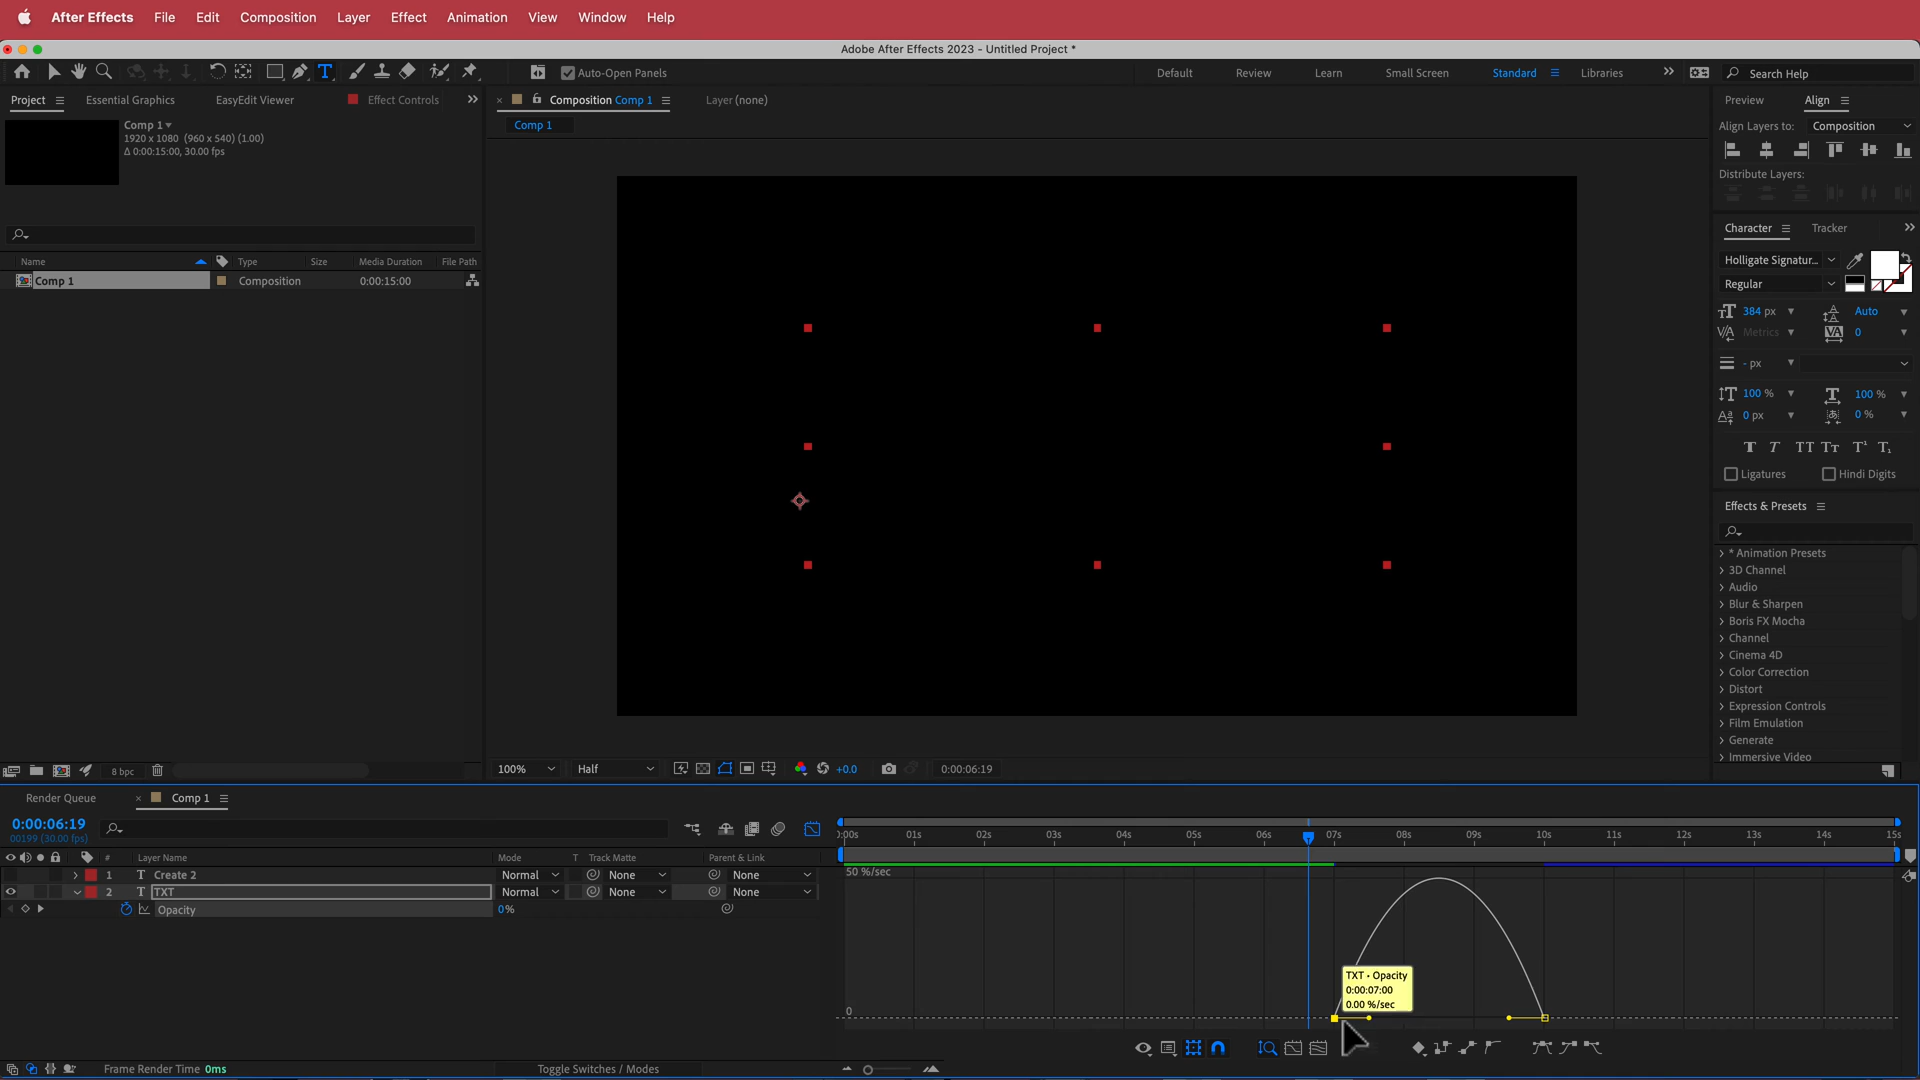 After Effects File Edit Composition Layer Effect Animation View Window Help
Adobe After Effects 2023 - Untitled Project *
Auto-Open Panels Default Review Learn Small Screen Standard Libraries Search Help
Project Essential Graphics EasyEdit Viewer Effect Controls
Composition Comp 1 Layer (none)
Preview Align
Comp 1
1920 x 1080 (960 x 540) (1.00)
Δ 0:00:15:00, 30.00 fps
Comp 1
Align Layers to: Composition
Distribute Layers:
Character Tracker
Name Type Size Media Duration File Path
Comp 1 Composition 0:00:15:00
Holligate Signatur...
Regular
384 px Auto
Metrics 0
- px
100 % 100 %
0 px 0 %
Ligatures Hindi Digits
Effects & Presets
* Animation Presets
3D Channel
Audio
Blur & Sharpen
Boris FX Mocha
Channel
Cinema 4D
Color Correction
Distort
Expression Controls
Film Emulation
Generate
Immersive Video
8 bpc
100% Half +0.0 0:00:06:19
Render Queue Comp 1
0:00:06:19
00199 (30.00 fps)
:00s 01s 02s 03s 04s 05s 06s 07s 08s 09s 10s 11s 12s 13s 14s 15s
# Layer Name Mode T Track Matte Parent & Link
1 T Create 2 Normal None None
2 T TXT Normal None None
Opacity 0%
50 %/sec
TXT • Opacity
0:00:07:00
0.00 %/sec
0
Frame Render Time 0ms Toggle Switches / Modes